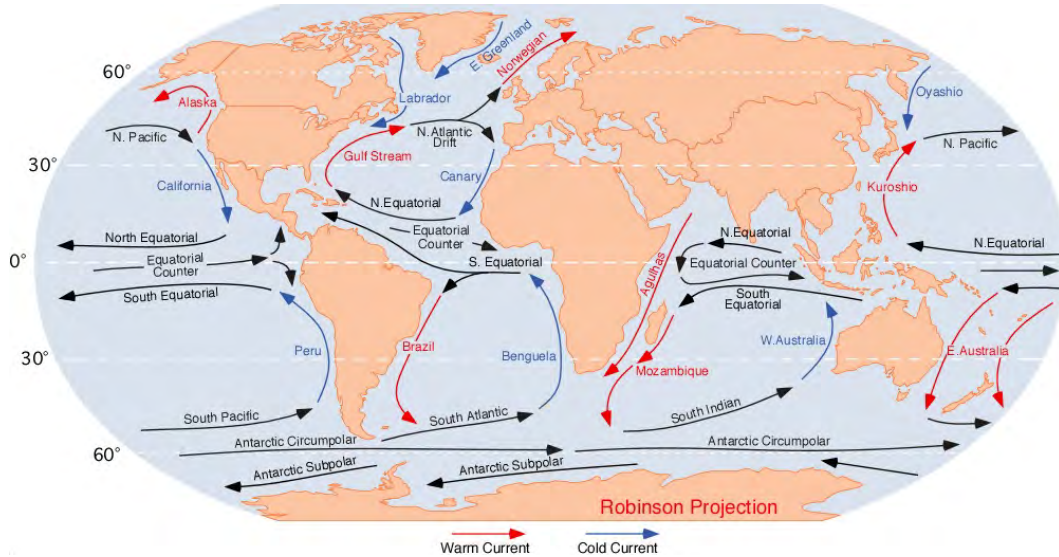 E. Greenland
Norwegian
60°
Alaska
Labrador
Oyashio
N. Pacific
N.Atlantic
Drift
N. Pacific
Gulf Stream
30°
California
Canary
Kuroshio
N.Equatorial
Equatorial
Counter
North Equatorial
N.Equatorial
N.Equatorial
0°
Equatorial
Counter
S. Equatorial
Equatorial Counter
Agulhas
South Equatorial
South
Equatorial
Peru
Brazil
Benguela
W.Australia
E.Australia
30°
Mozambique
South Pacific
South Atlantic
South Indian
Antarctic Circumpolar
Antarctic Circumpolar
60°
Antarctic Subpolar
Antarctic Subpolar
Robinson Projection
Warm Current
Cold Current